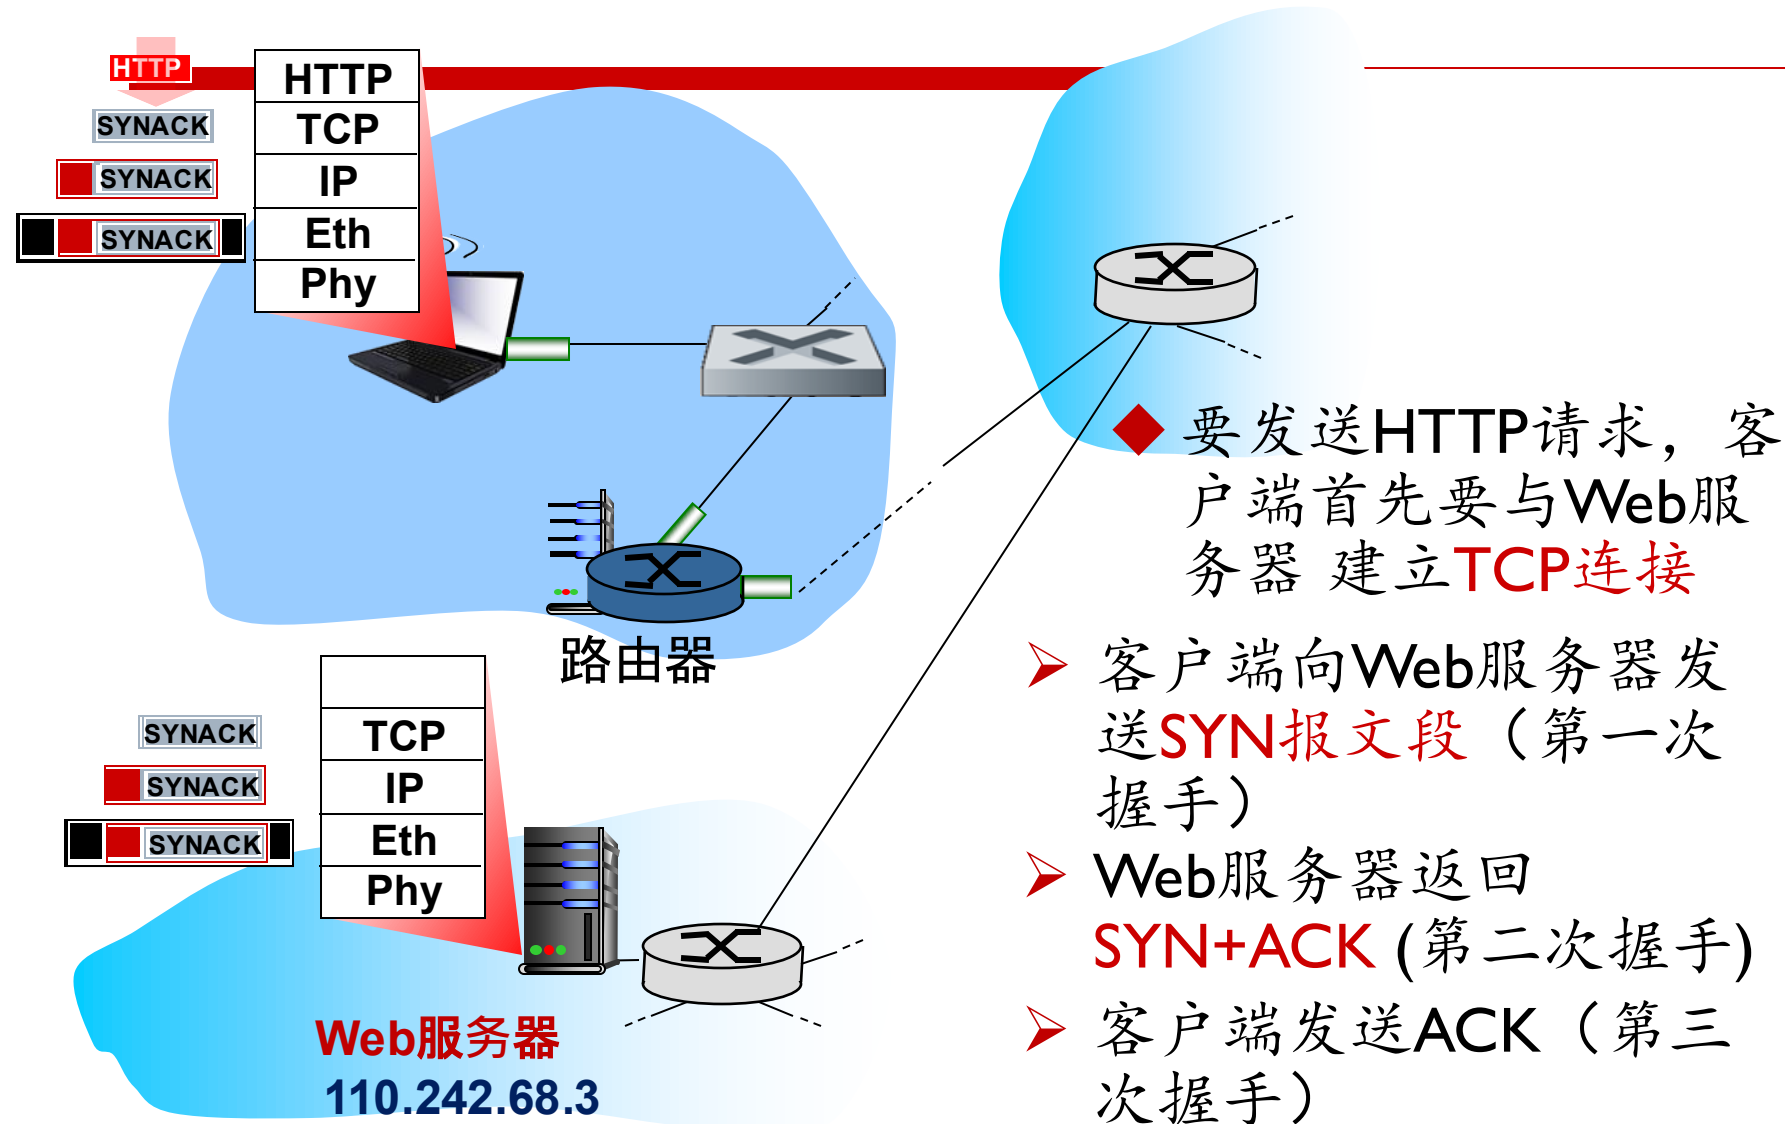 HTTP
SYNACK
SYNACK
SYNACK
HTTP
TCP
IP
Eth
Phy
路由器
SYNACK
SYNACK
SYNACK
TCP
IP
Eth
Phy
Web服务器
110.242.68.3
要发送HTTP请求，客
户端首先要与Web服
务器 建立TCP连接
客户端向Web服务器发
送SYN报文段（第一次
握手）
Web服务器返回
SYN+ACK (第二次握手)
客户端发送ACK（第三
次握手）